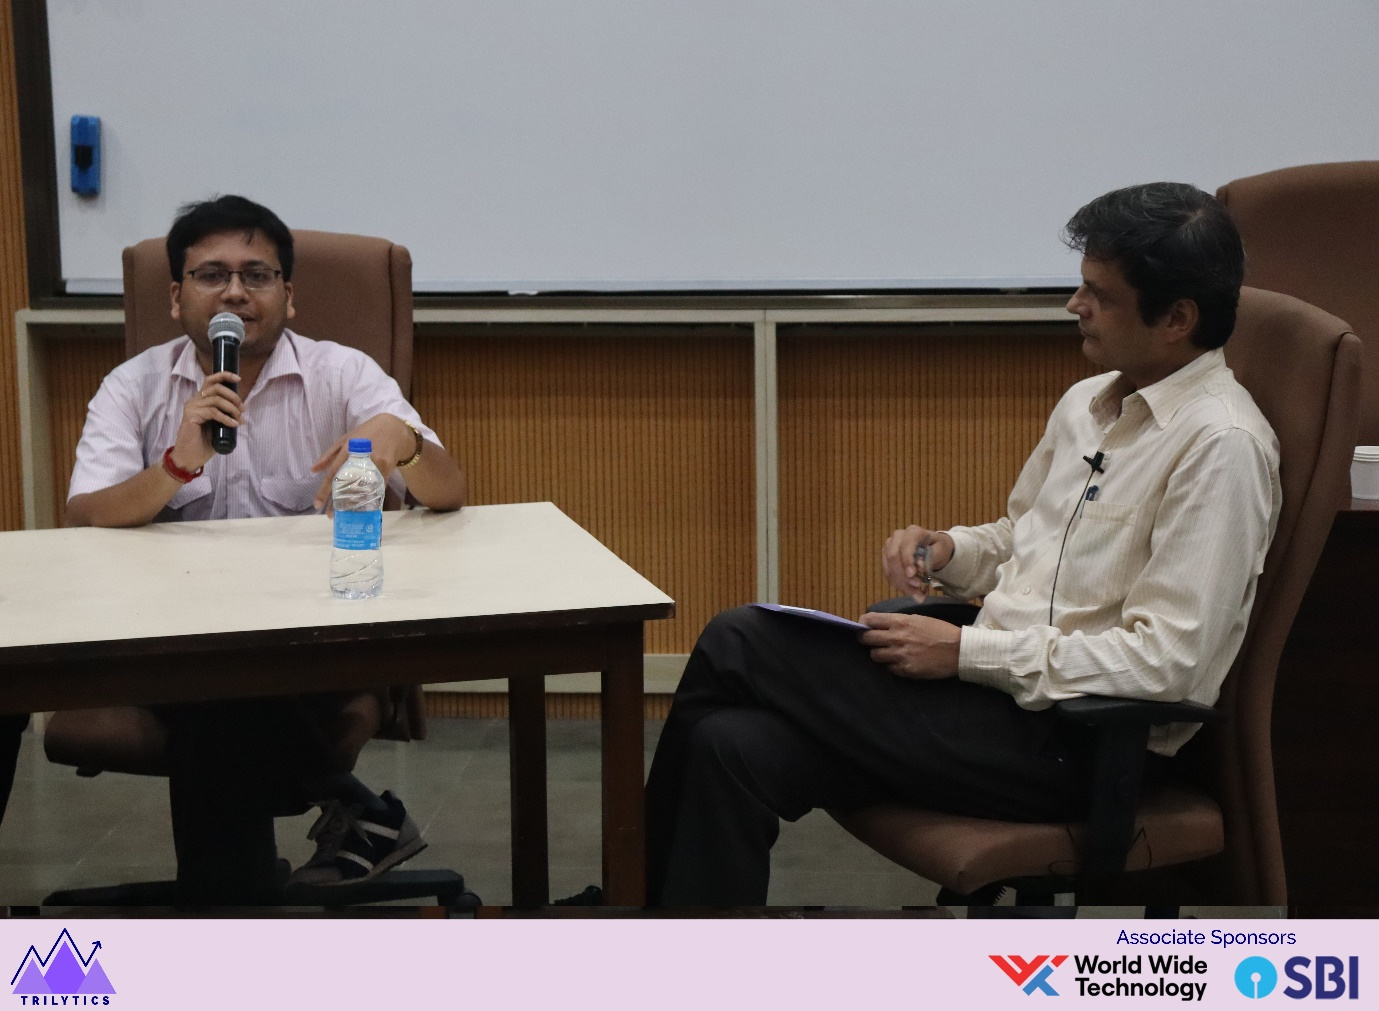 Associate Sponsors
World Wide
Technology
SBI
TRILYTICS